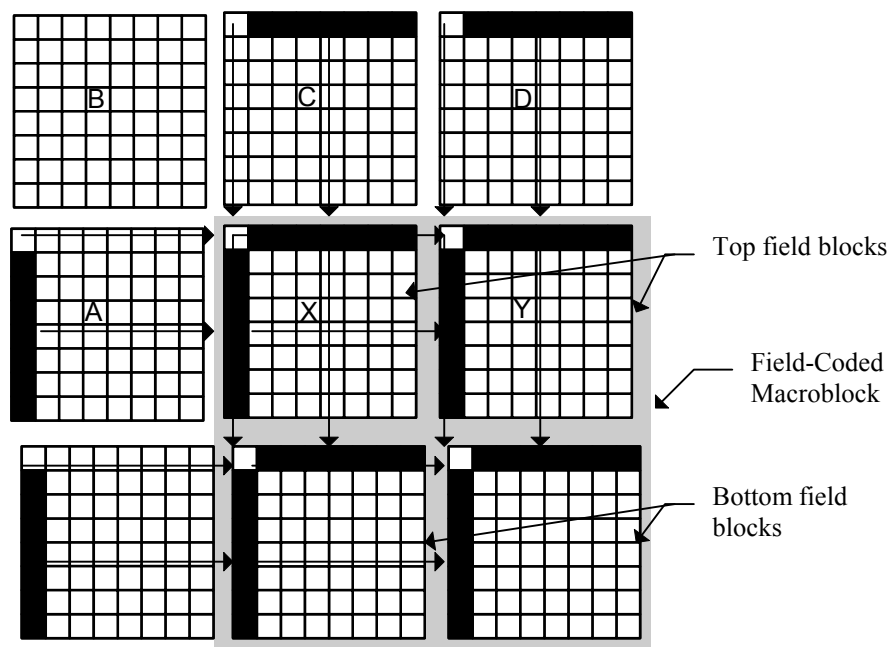 B
C
D
A
X
Y
Top field blocks
Field-Coded
Macroblock
Bottom field
blocks